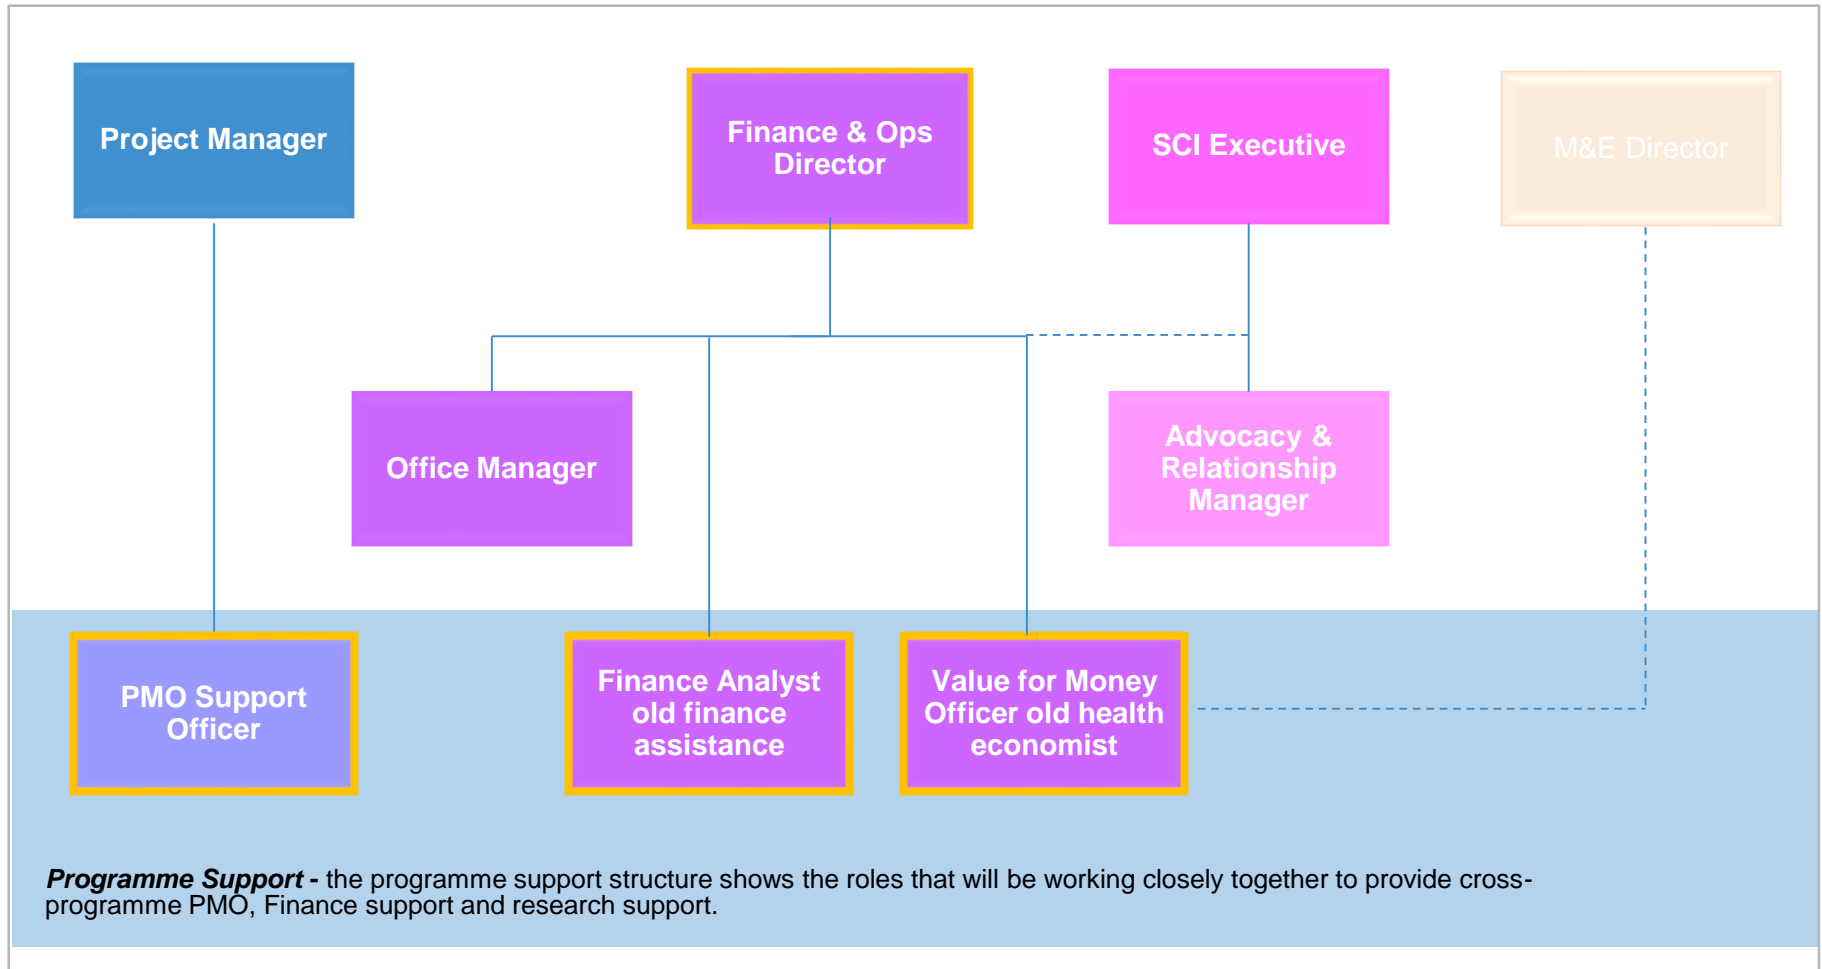 Project Manager
Finance & Ops
Director
SCI Executive
M&E Director
Office Manager
Advocacy &
Relationship
Manager
PMO Support
Officer
Finance Analyst
old finance
assistance
Value for Money
Officer old health
economist
Programme Support - the programme support structure shows the roles that will be working closely together to provide cross-
programme PMO, Finance support and research support.